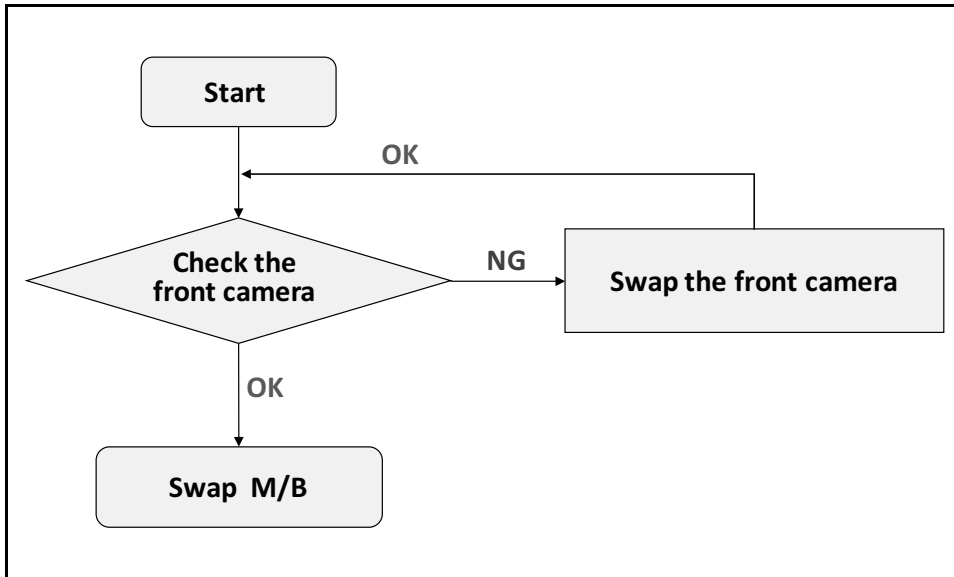 Start
OK
Check the
front camera
NG
Swap the front camera
OK
Swap M/B